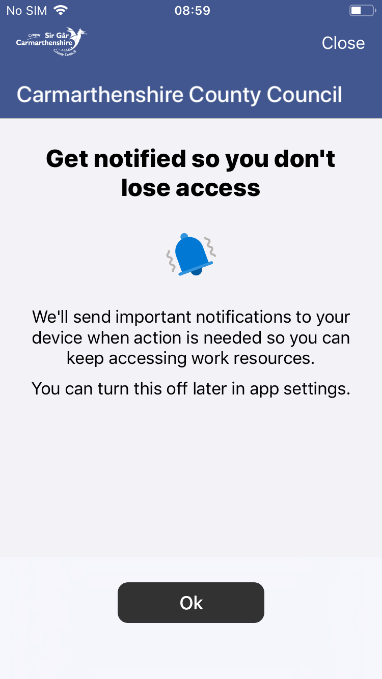 No SIM 08:59
Sir Gâr
Carmarthenshire
Close
Carmarthenshire County Council
Get notified so you don't
lose access
We'll send important notifications to your
device when action is needed so you can
keep accessing work resources.
You can turn this off later in app settings.
Ok